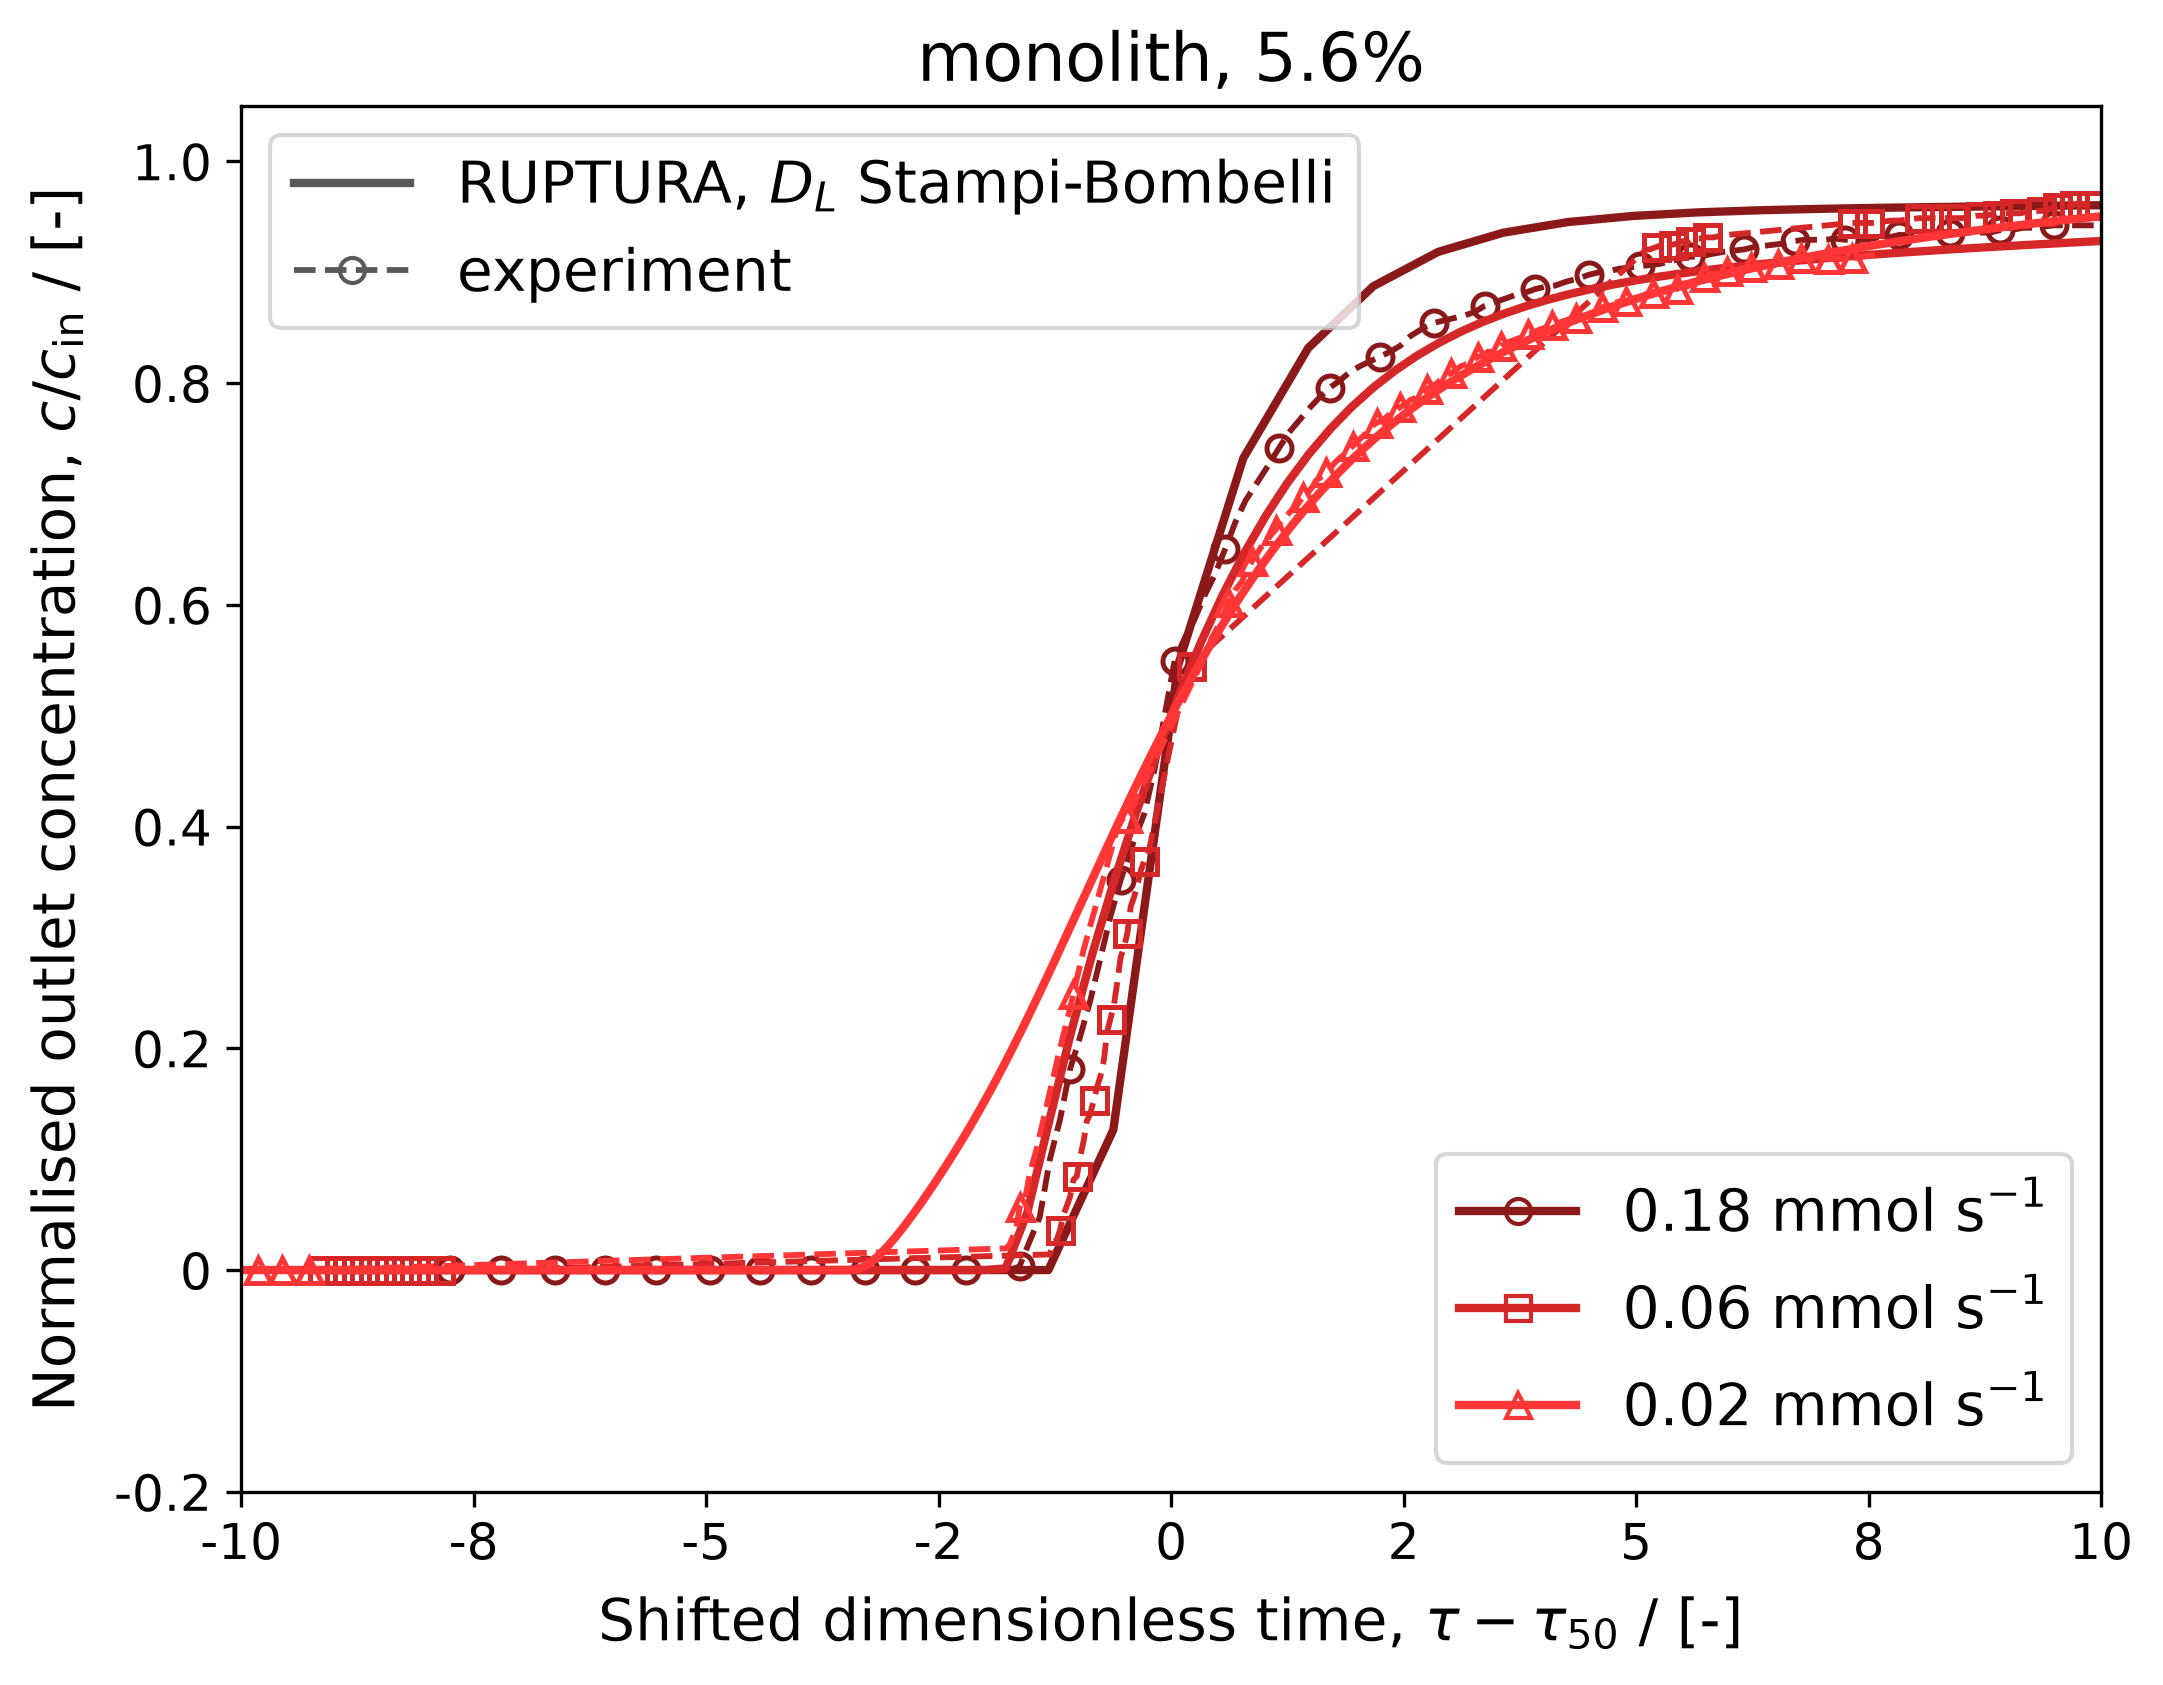 monolith, 5.6%
RUPTURA, D_L Stampi-Bombelli
experiment
Normalised outlet concentration, c/c_in / [-]
1.0
0.8
0.6
0.4
0.2
0
-0.2
0.18 mmol s⁻¹
0.06 mmol s⁻¹
0.02 mmol s⁻¹
-10 -8 -5 -2 0 2 5 8 10
Shifted dimensionless time, τ − τ₅₀ / [-]